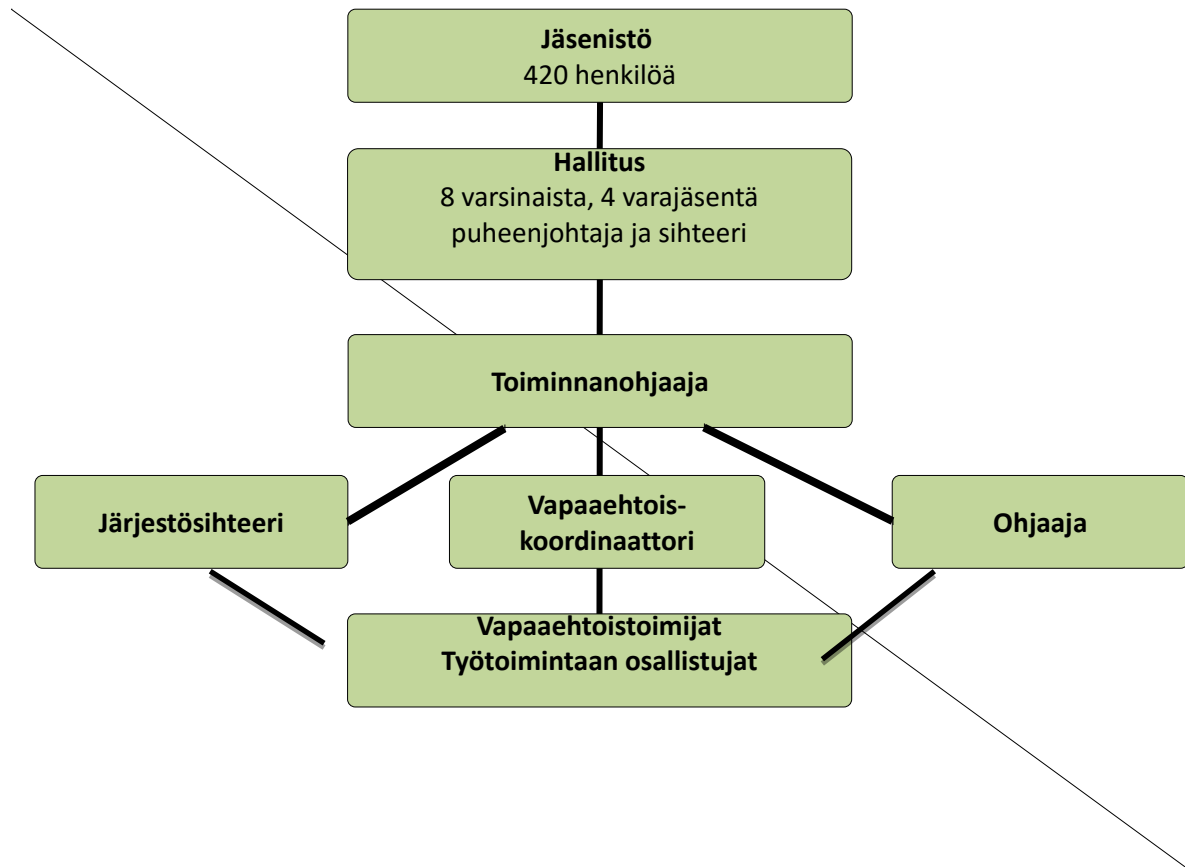 Jäsenistö
420 henkilöä
Hallitus
8 varsinaista, 4 varajäsentä
puheenjohtaja ja sihteeri
Toiminnanohjaaja
Järjestösihteeri
Vapaaehtois-
koordinaattori
Ohjaaja
Vapaaehtoistoimijat
Työtoimintaan osallistujat